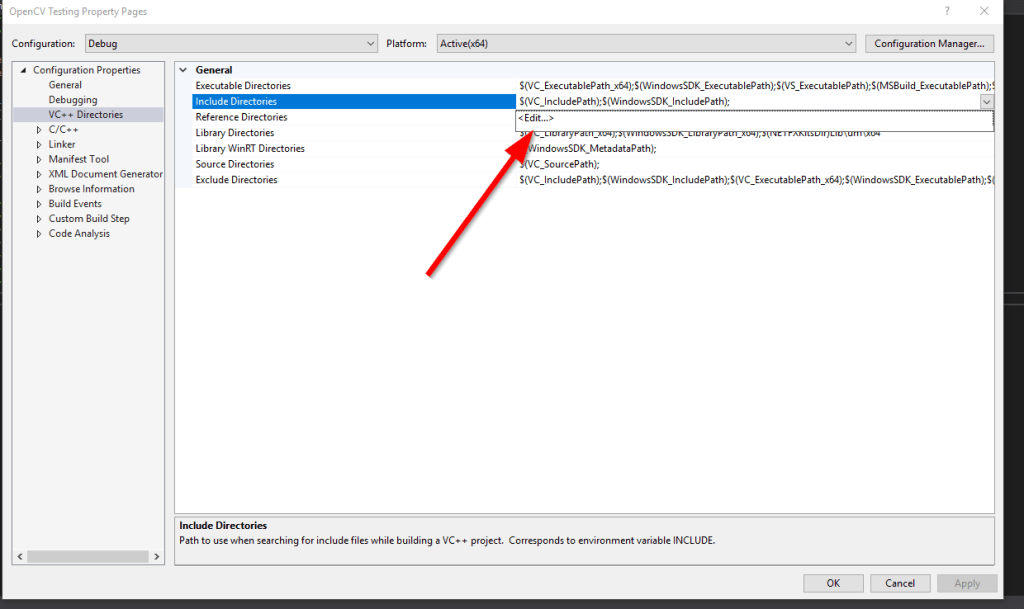 OpenCV Testing Property Pages
Configuration: Debug Platform: Active(x64) Configuration Manager...
Configuration Properties
General
Debugging
VC++ Directories
C/C++
Linker
Manifest Tool
XML Document Generator
Browse Information
Build Events
Custom Build Step
Code Analysis
General
Executable Directories $(VC_ExecutablePath_x64);$(WindowsSDK_ExecutablePath);$(VS_ExecutablePath);$(MSBuild_ExecutablePath);$
Include Directories $(VC_IncludePath);$(WindowsSDK_IncludePath);
<Edit...>
Reference Directories
Library Directories $(VC_LibraryPath_x64);$(WindowsSDK_LibraryPath_x64);$(NETFXKitsDir)Lib\um\x64
Library WinRT Directories WindowsSDK_MetadataPath);
Source Directories $(VC_SourcePath);
Exclude Directories $(VC_IncludePath);$(WindowsSDK_IncludePath);$(VC_ExecutablePath_x64);$(WindowsSDK_ExecutablePath);$(
Include Directories
Path to use when searching for include files while building a VC++ project. Corresponds to environment variable INCLUDE.
OK Cancel Apply